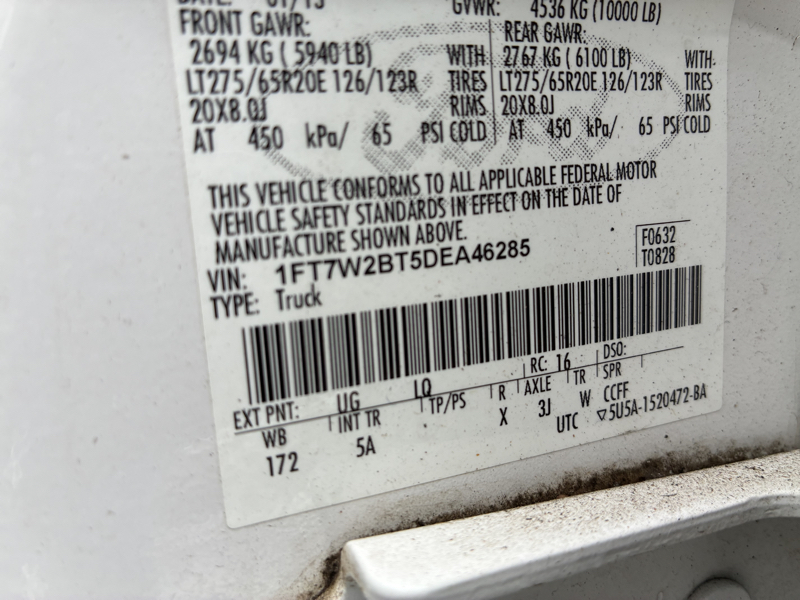 DATE: 01/13 GVWR: 4536 KG (10000 LB)
FRONT GAWR: REAR GAWR:
2694 KG ( 5940 LB) WITH 2767 KG ( 6100 LB) WITH
LT275/65R20E 126/123R TIRES LT275/65R20E 126/123R TIRES
20X8.0J RIMS 20X8.0J RIMS
AT 450 kPa/ 65 PSI COLD AT 450 kPa/ 65 PSI COLD
THIS VEHICLE CONFORMS TO ALL APPLICABLE FEDERAL MOTOR
VEHICLE SAFETY STANDARDS IN EFFECT ON THE DATE OF
MANUFACTURE SHOWN ABOVE.
VIN: 1FT7W2BT5DEA46285 F0632
TYPE: Truck T0828
EXT PNT: UG LQ RC: 16 DSO:
WB INT TR TP/PS R AXLE TR SPR
172 5A X 3J W CCFF
UTC ▽5U5A-1520472-BA